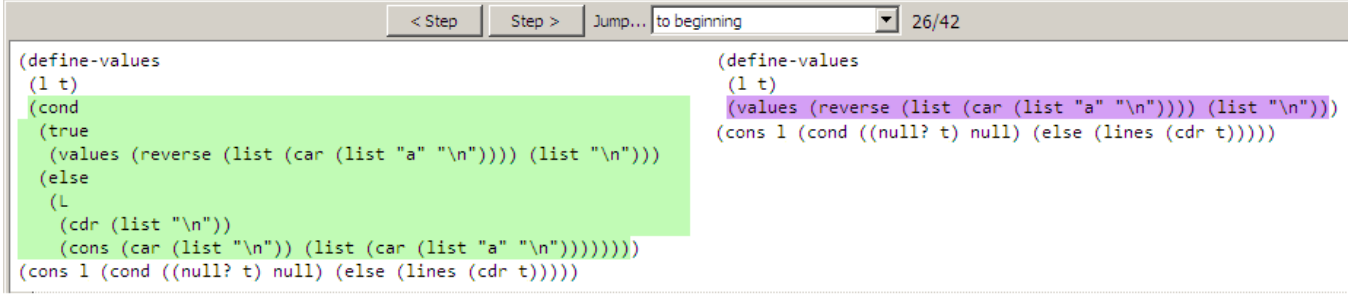 < Step Step > Jump... to beginning 26/42
(define-values
(l t)
(cond
(true
(values (reverse (list (car (list "a" "\n")))) (list "\n")))
(else
(L
(cdr (list "\n"))
(cons (car (list "\n")) (list (car (list "a" "\n"))))))))
(cons l (cond ((null? t) null) (else (lines (cdr t)))))
(define-values
(l t)
(values (reverse (list (car (list "a" "\n")))) (list "\n")))
(cons l (cond ((null? t) null) (else (lines (cdr t)))))